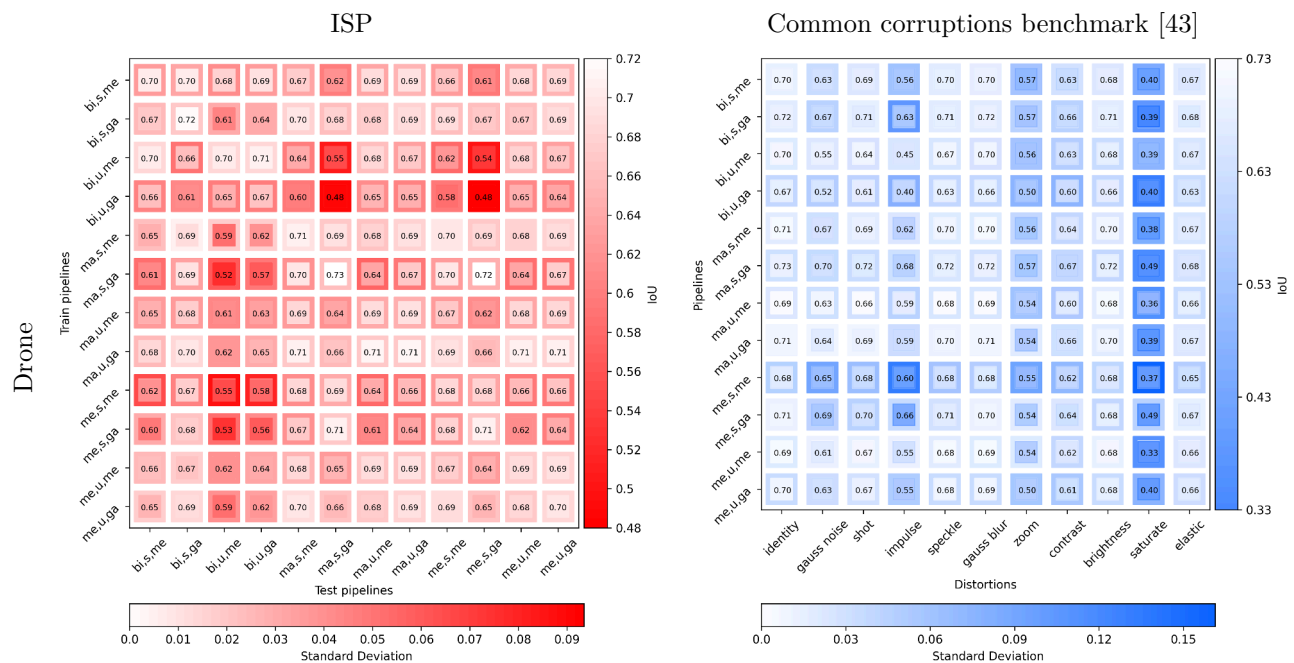 ISP
Common corruptions benchmark [43]
Drone
Train pipelines
bi,s,me 0.70 0.70 0.68 0.69 0.67 0.62 0.69 0.69 0.66 0.61 0.68 0.69
bi,s,ga 0.67 0.72 0.61 0.64 0.70 0.68 0.68 0.67 0.69 0.68 0.67 0.67
bi,u,me 0.70 0.66 0.70 0.71 0.64 0.55 0.68 0.67 0.62 0.54 0.68 0.67
bi,u,ga 0.66 0.61 0.65 0.67 0.60 0.48 0.67 0.65 0.58 0.48 0.65 0.64
ma,s,me 0.65 0.69 0.59 0.62 0.71 0.69 0.68 0.69 0.70 0.69 0.68 0.69
ma,s,ga 0.61 0.69 0.52 0.57 0.70 0.73 0.64 0.67 0.70 0.72 0.64 0.67
ma,u,me 0.65 0.68 0.61 0.63 0.69 0.64 0.69 0.69 0.67 0.62 0.68 0.69
ma,u,ga 0.68 0.70 0.62 0.65 0.71 0.66 0.71 0.71 0.69 0.66 0.71 0.71
me,s,me 0.62 0.67 0.55 0.58 0.68 0.69 0.64 0.66 0.68 0.68 0.66 0.66
me,s,ga 0.60 0.68 0.53 0.56 0.67 0.71 0.61 0.64 0.68 0.71 0.62 0.64
me,u,me 0.66 0.67 0.62 0.64 0.68 0.65 0.69 0.69 0.67 0.64 0.69 0.69
me,u,ga 0.65 0.69 0.59 0.62 0.70 0.66 0.68 0.69 0.68 0.65 0.68 0.70
bi,s,me bi,s,ga bi,u,me bi,u,ga ma,s,me ma,s,ga ma,u,me ma,u,ga me,s,me me,s,ga me,u,me me,u,ga
Test pipelines
0.72
0.7
0.68
0.66
0.64
0.62
0.6
0.58
0.56
0.54
0.52
0.5
0.48
IoU
0.0 0.01 0.02 0.03 0.04 0.05 0.06 0.07 0.08 0.09
Standard Deviation
Pipelines
bi,s,me 0.70 0.63 0.69 0.56 0.70 0.70 0.57 0.63 0.68 0.40 0.67
bi,s,ga 0.72 0.67 0.71 0.63 0.71 0.72 0.57 0.66 0.71 0.39 0.68
bi,u,me 0.70 0.55 0.64 0.45 0.67 0.70 0.56 0.63 0.68 0.39 0.67
bi,u,ga 0.67 0.52 0.61 0.40 0.63 0.66 0.50 0.60 0.66 0.40 0.63
ma,s,me 0.71 0.67 0.69 0.62 0.70 0.70 0.56 0.64 0.70 0.38 0.67
ma,s,ga 0.73 0.70 0.72 0.68 0.72 0.72 0.57 0.67 0.72 0.49 0.68
ma,u,me 0.69 0.63 0.66 0.59 0.68 0.69 0.54 0.60 0.68 0.36 0.66
ma,u,ga 0.71 0.64 0.69 0.59 0.70 0.71 0.54 0.66 0.70 0.39 0.67
me,s,me 0.68 0.65 0.68 0.60 0.68 0.68 0.55 0.62 0.68 0.37 0.65
me,s,ga 0.71 0.69 0.70 0.66 0.71 0.70 0.54 0.64 0.68 0.49 0.67
me,u,me 0.69 0.61 0.67 0.55 0.68 0.69 0.54 0.62 0.68 0.33 0.66
me,u,ga 0.70 0.63 0.67 0.55 0.68 0.69 0.50 0.61 0.68 0.40 0.66
identity gauss noise shot impulse speckle gauss blur zoom contrast brightness saturate elastic
Distortions
0.73
0.63
0.53
0.43
0.33
IoU
0.0 0.03 0.06 0.09 0.12 0.15
Standard Deviation